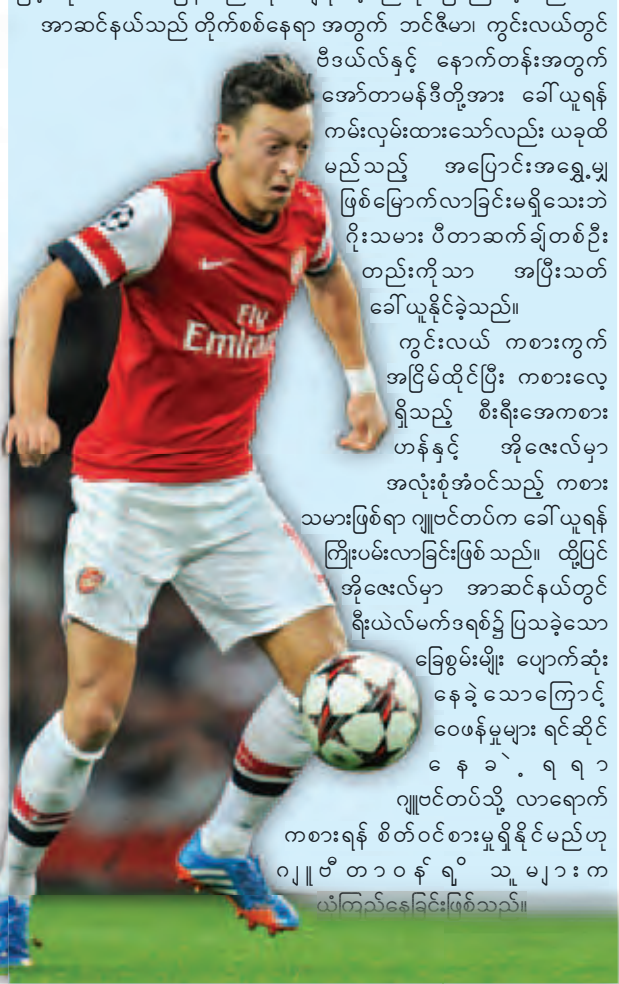 အာဆင်နယ်သည် တိုက်စစ်နေရာ အတွက် ဘင်ဇီမာ၊ ကွင်းလယ်တွင်
ဗီဒယ်လ်နှင့် နောက်တန်းအတွက်
အော်တာမန်ဒီတို့အား ခေါ်ယူရန်
ကမ်းလှမ်းထားသော်လည်း ယခုထိ
မည်သည့် အပြောင်းအရွှေ့မျှ
ဖြစ်မြောက်လာခြင်းမရှိသေးဘဲ
ဂိုးသမား ပီတာဆက်ချ်တစ်ဦး
တည်းကိုသာ အပြီးသတ်
ခေါ်ယူနိုင်ခဲ့သည်။
ကွင်းလယ် ကစားကွက်
အငြိမ်ထိုင်ပြီး ကစားလေ့
ရှိသည့် စီးရီးအေကစား
ဟန်နှင့် အိုဇေးလ်မှာ
အလုံးစုံအံဝင်သည့် ကစား
သမားဖြစ်ရာ ဂျူဗင်တပ်က ခေါ်ယူရန်
ကြိုးပမ်းလာခြင်းဖြစ်သည်။ ထို့ပြင်
အိုဇေးလ်မှာ အာဆင်နယ်တွင်
ရီးယဲလ်မက်ဒရစ်၌ ပြသခဲ့သော
ခြေစွမ်းမျိုး ပျောက်ဆုံး
နေခဲ့သောကြောင့်
ဝေဖန်မှုများ ရင်ဆိုင်
နေခဲ့ရရာ
ဂျူဗင်တပ်သို့ လာရောက်
ကစားရန် စိတ်ဝင်စားမှုရှိနိုင်မည်ဟု
ဂျူဗီတာဝန်ရှိသူများက
ယုံကြည်နေခြင်းဖြစ်သည်။
Fly
Emirates